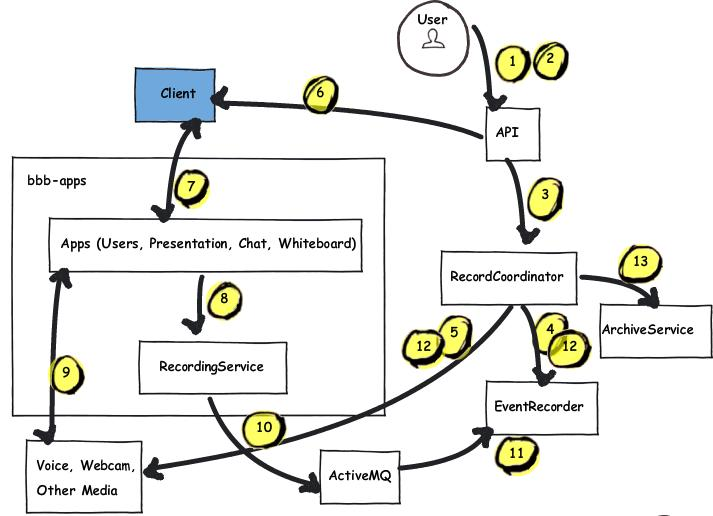 User
1
2
Client
6
API
bbb-apps
7
3
Apps (Users, Presentation, Chat, Whiteboard)
RecordCoordinator
13
8
12
5
4
12
ArchiveService
9
RecordingService
EventRecorder
10
11
Voice, Webcam,
Other Media
ActiveMQ